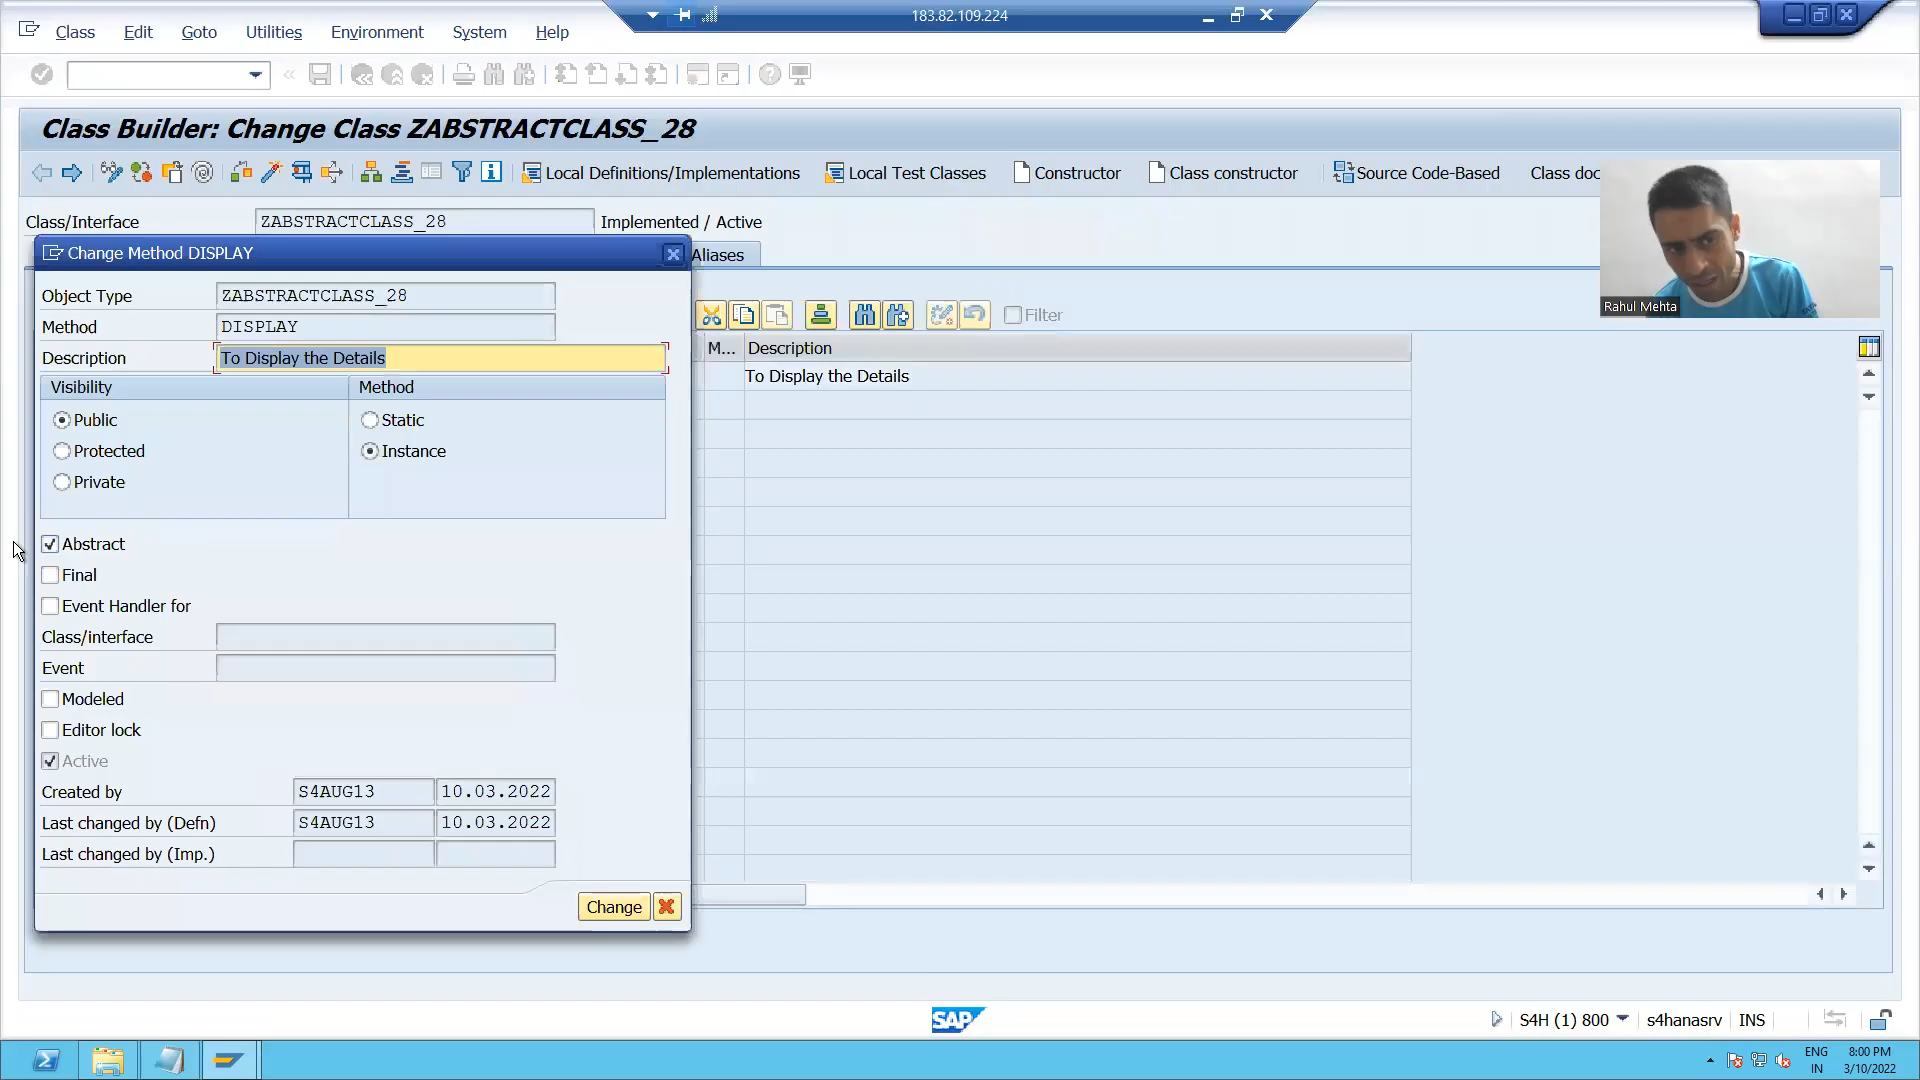 183.82.109.224
Class Edit Goto Utilities Environment System Help
Class Builder: Change Class ZABSTRACTCLASS_28
Local Definitions/Implementations Local Test Classes Constructor Class constructor Source Code-Based Class doc
Class/Interface ZABSTRACTCLASS_28 Implemented / Active
Change Method DISPLAY
Aliases
Object Type ZABSTRACTCLASS_28
Method DISPLAY
Description To Display the Details
Visibility Method
Public Static
Protected Instance
Private
Abstract
Final
Event Handler for
Class/interface
Event
Modeled
Editor lock
Active
Created by S4AUG13 10.03.2022
Last changed by (Defn) S4AUG13 10.03.2022
Last changed by (Imp.)
Change
Filter
M... Description
To Display the Details
Rahul Mehta
SAP
S4H (1) 800 s4hanasrv INS
ENG 8:00 PM
IN 3/10/2022